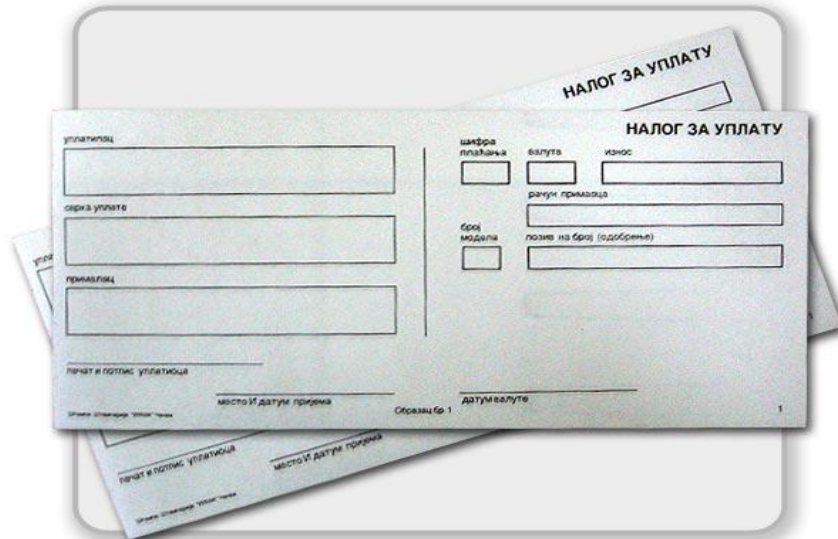 НАЛОГ ЗА УПЛАТУ
НАЛОГ ЗА УПЛАТУ
уплатилац
шифра
плаћања
валута
износ
сврха уплате
рачун примаоца
број
модела
позив на број (одобрење)
прималац
печат и потпис уплатиоца
место И датум пријема
датум валуте
Образац бр. 1
1
печат и потпис уплатиоца
место И датум пријема